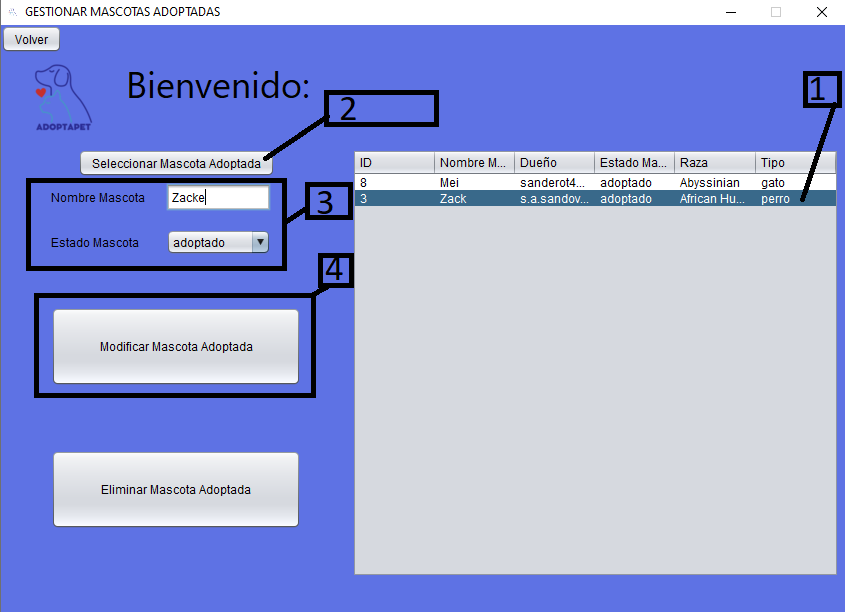 GESTIONAR MASCOTAS ADOPTADAS
Volver
ADOPTAPET
Bienvenido:
1
2
Seleccionar Mascota Adoptada
Nombre Mascota Zacke
3
Estado Mascota adoptado
4
Modificar Mascota Adoptada
Eliminar Mascota Adoptada
ID Nombre M... Dueño Estado Ma... Raza Tipo
8 Mei sanderot4... adoptado Abyssinian gato
3 Zack s.a.sandov... adoptado African Hu... perro